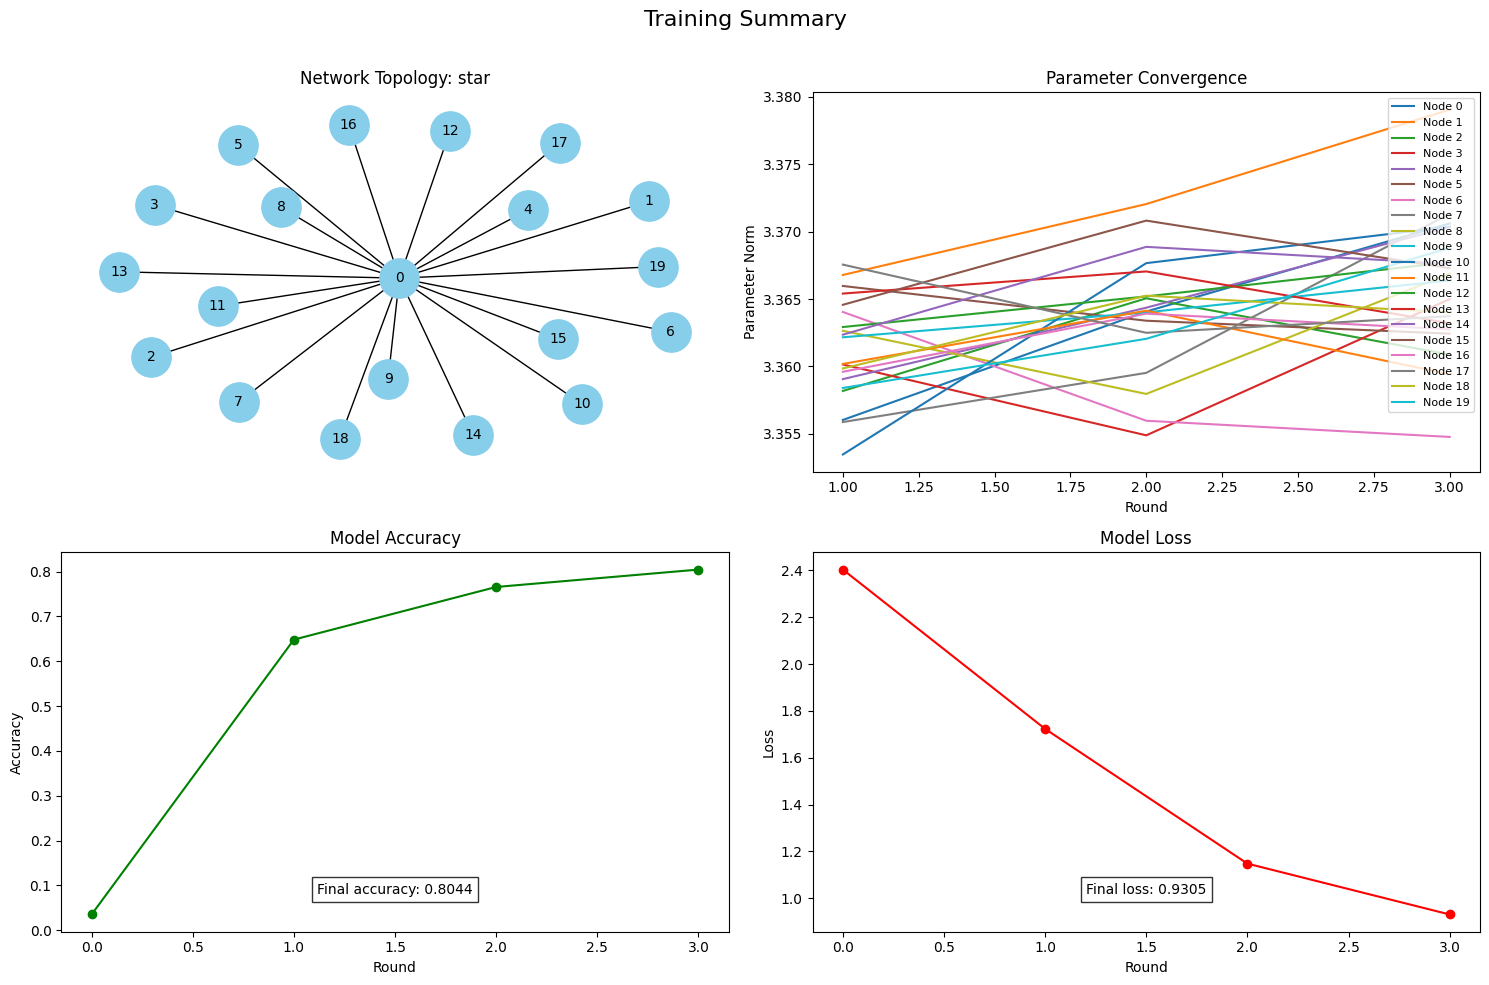 Training Summary
Network Topology: star
16
12
17
5
1
3
8
4
0
19
13
11
6
15
2
9
7
10
14
18
Parameter Convergence
3.380
3.375
3.370
3.365
3.360
3.355
Parameter Norm
Node 0
Node 1
Node 2
Node 3
Node 4
Node 5
Node 6
Node 7
Node 8
Node 9
Node 10
Node 11
Node 12
Node 13
Node 14
Node 15
Node 16
Node 17
Node 18
Node 19
1.00 1.25 1.50 1.75 2.00 2.25 2.50 2.75 3.00
Round
Model Accuracy
0.8
0.7
0.6
0.5
0.4
0.3
0.2
0.1
0.0
Accuracy
Final accuracy: 0.8044
0.0 0.5 1.0 1.5 2.0 2.5 3.0
Round
Model Loss
2.4
2.2
2.0
1.8
1.6
1.4
1.2
1.0
Loss
Final loss: 0.9305
0.0 0.5 1.0 1.5 2.0 2.5 3.0
Round